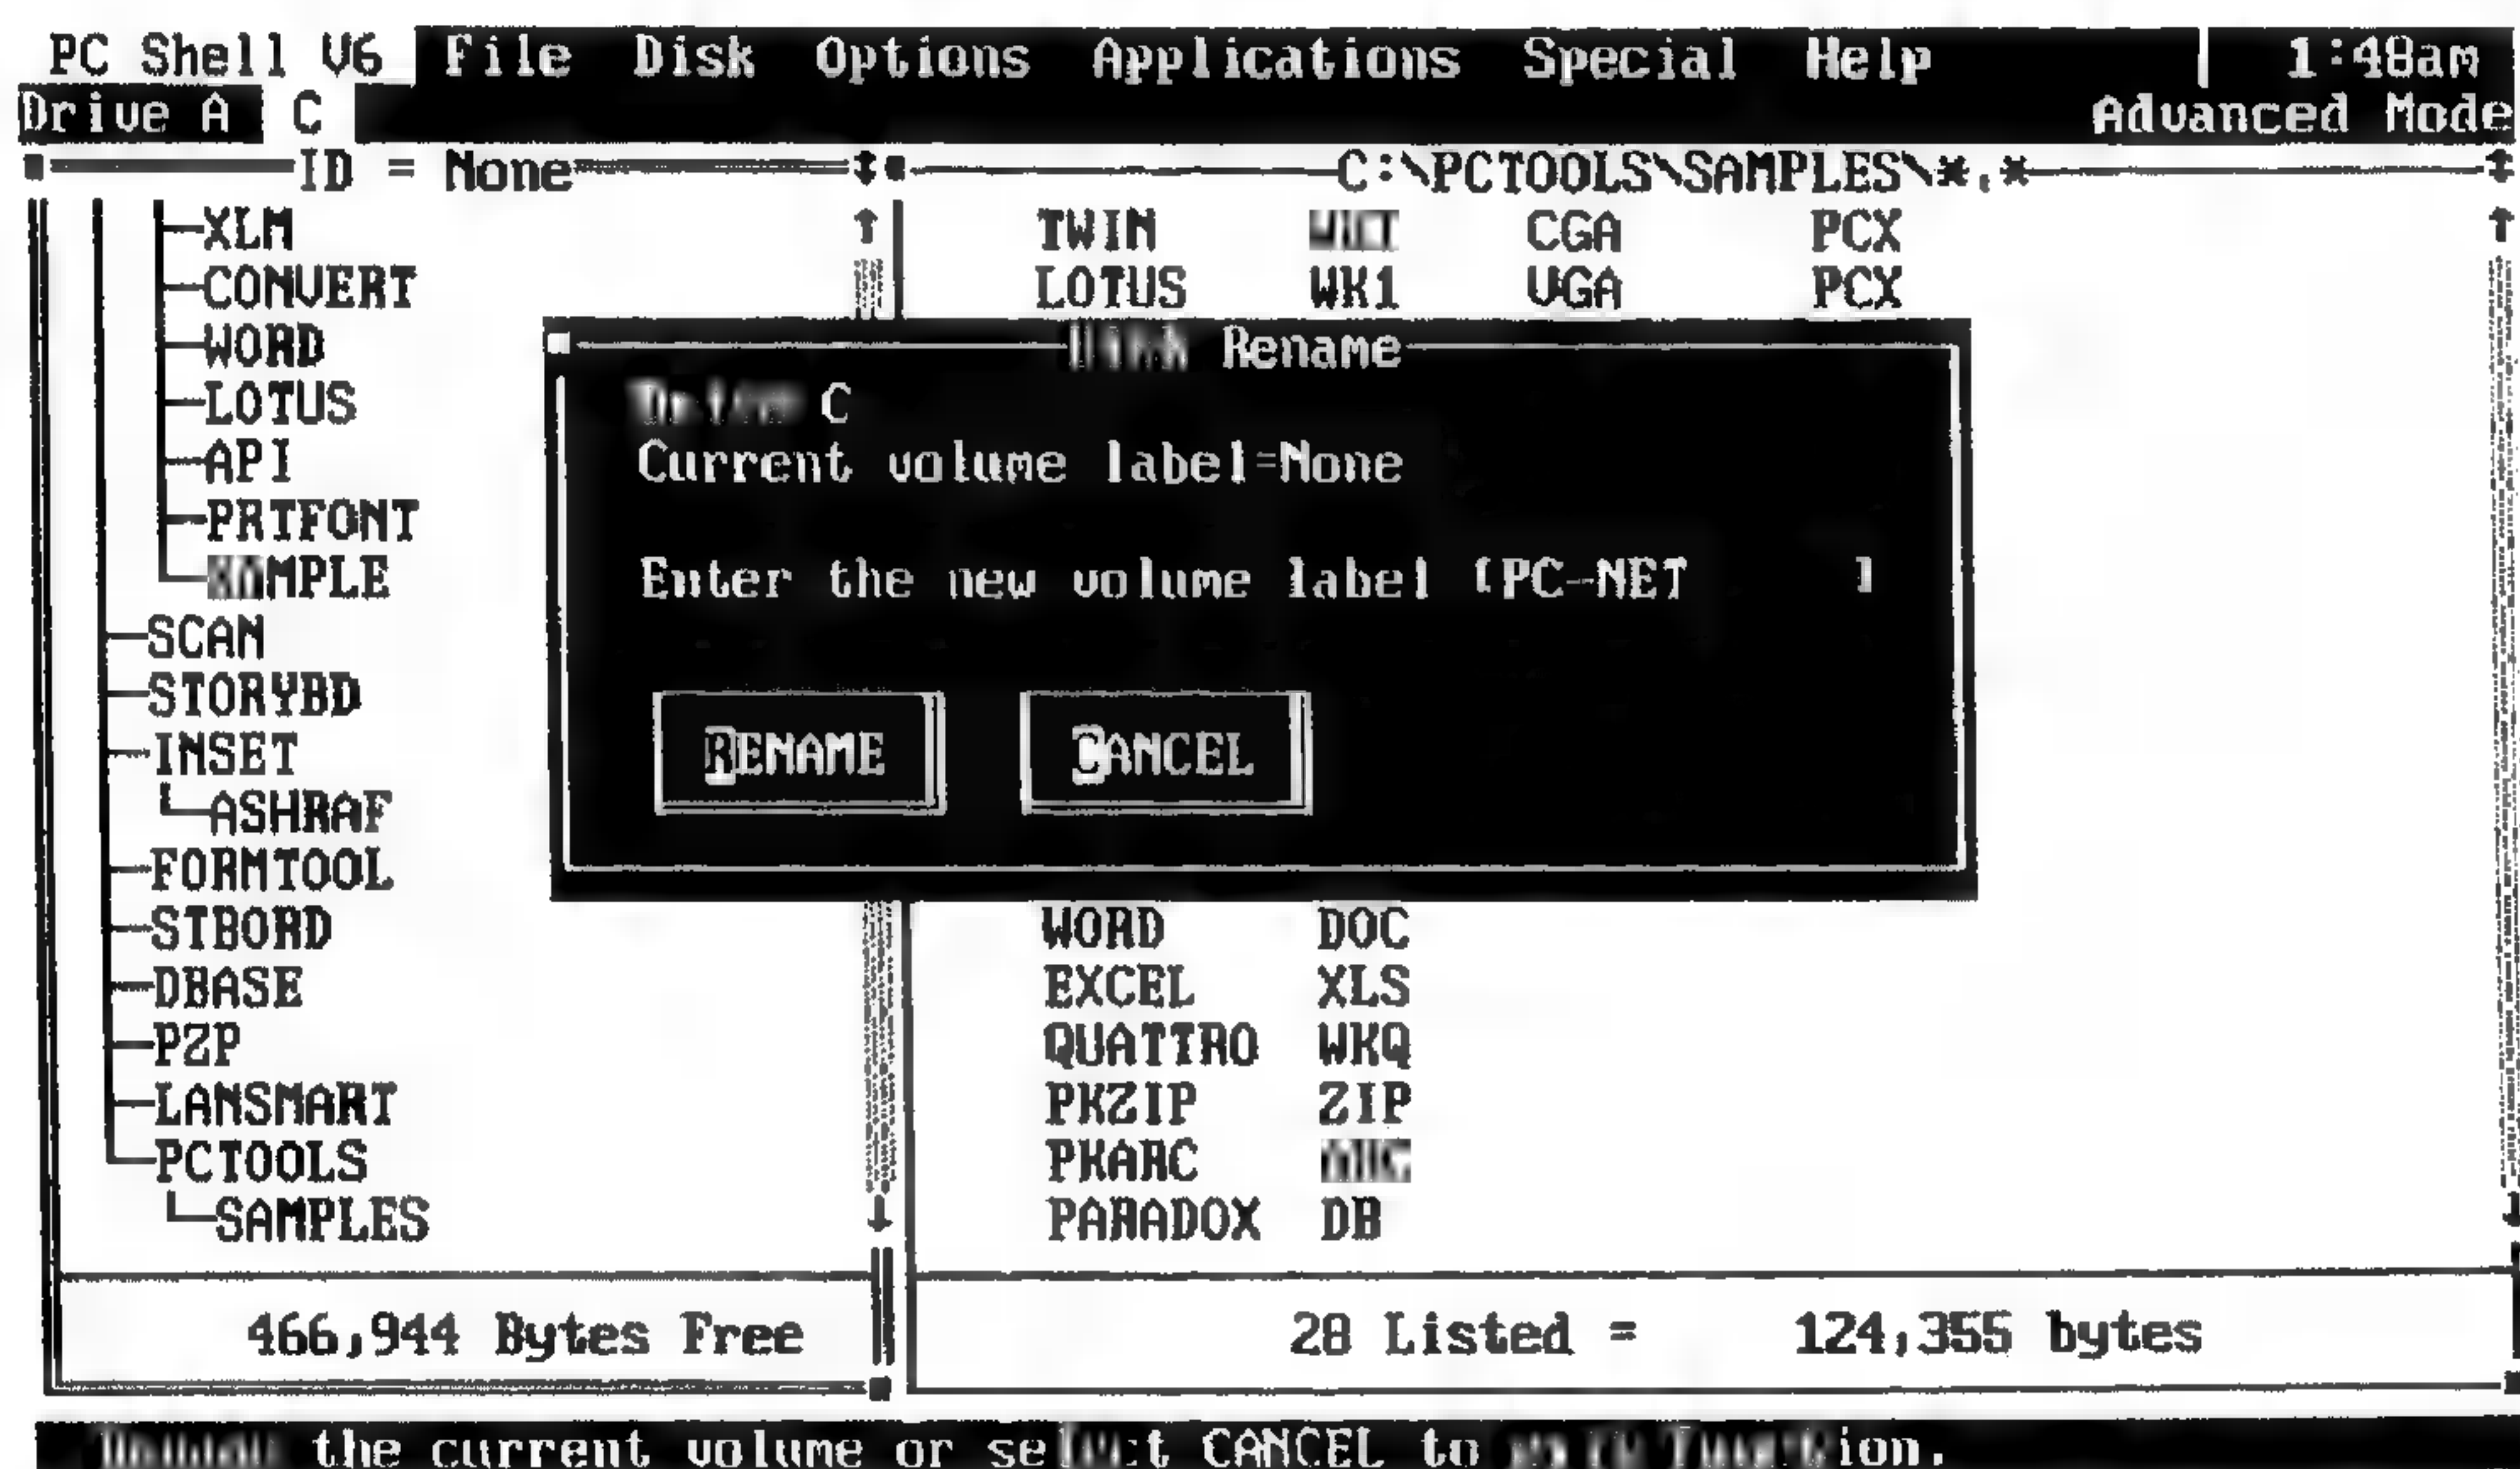 PC Shell V6 File Disk Options Applications Special Help 1:48am
Drive A C Advanced Mode
ID = None
XLM
CONVERT
WORD
LOTUS
API
PRTFONT
SCAN
STORYBD
INSET
ASHRAF
FORMTOOL
STBORD
DBASE
PZP
LANSMART
PCTOOLS
SAMPLES
466,944 Bytes Free
C:\PCTOOLS\SAMPLES\*.*
TWIN CGA PCX
LOTUS WK1 VGA PCX
Rename
C
Current volume label=None
Enter the new volume label [PC-NET ]
RENAME CANCEL
WORD DOC
EXCEL XLS
QUATTRO WKQ
PKZIP ZIP
PKARC
PARADOX DB
28 Listed = 124,355 bytes
the current volume or select CANCEL to